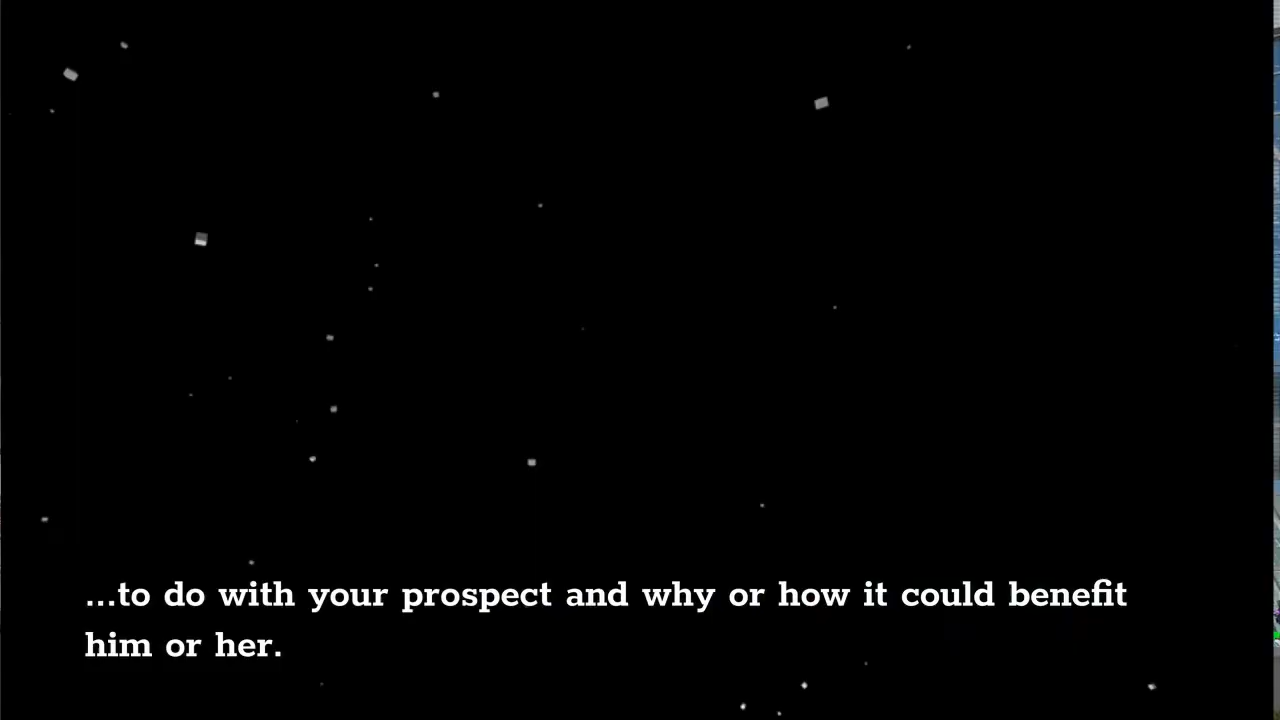 ...to do with your prospect and why or how it could benefit
him or her.